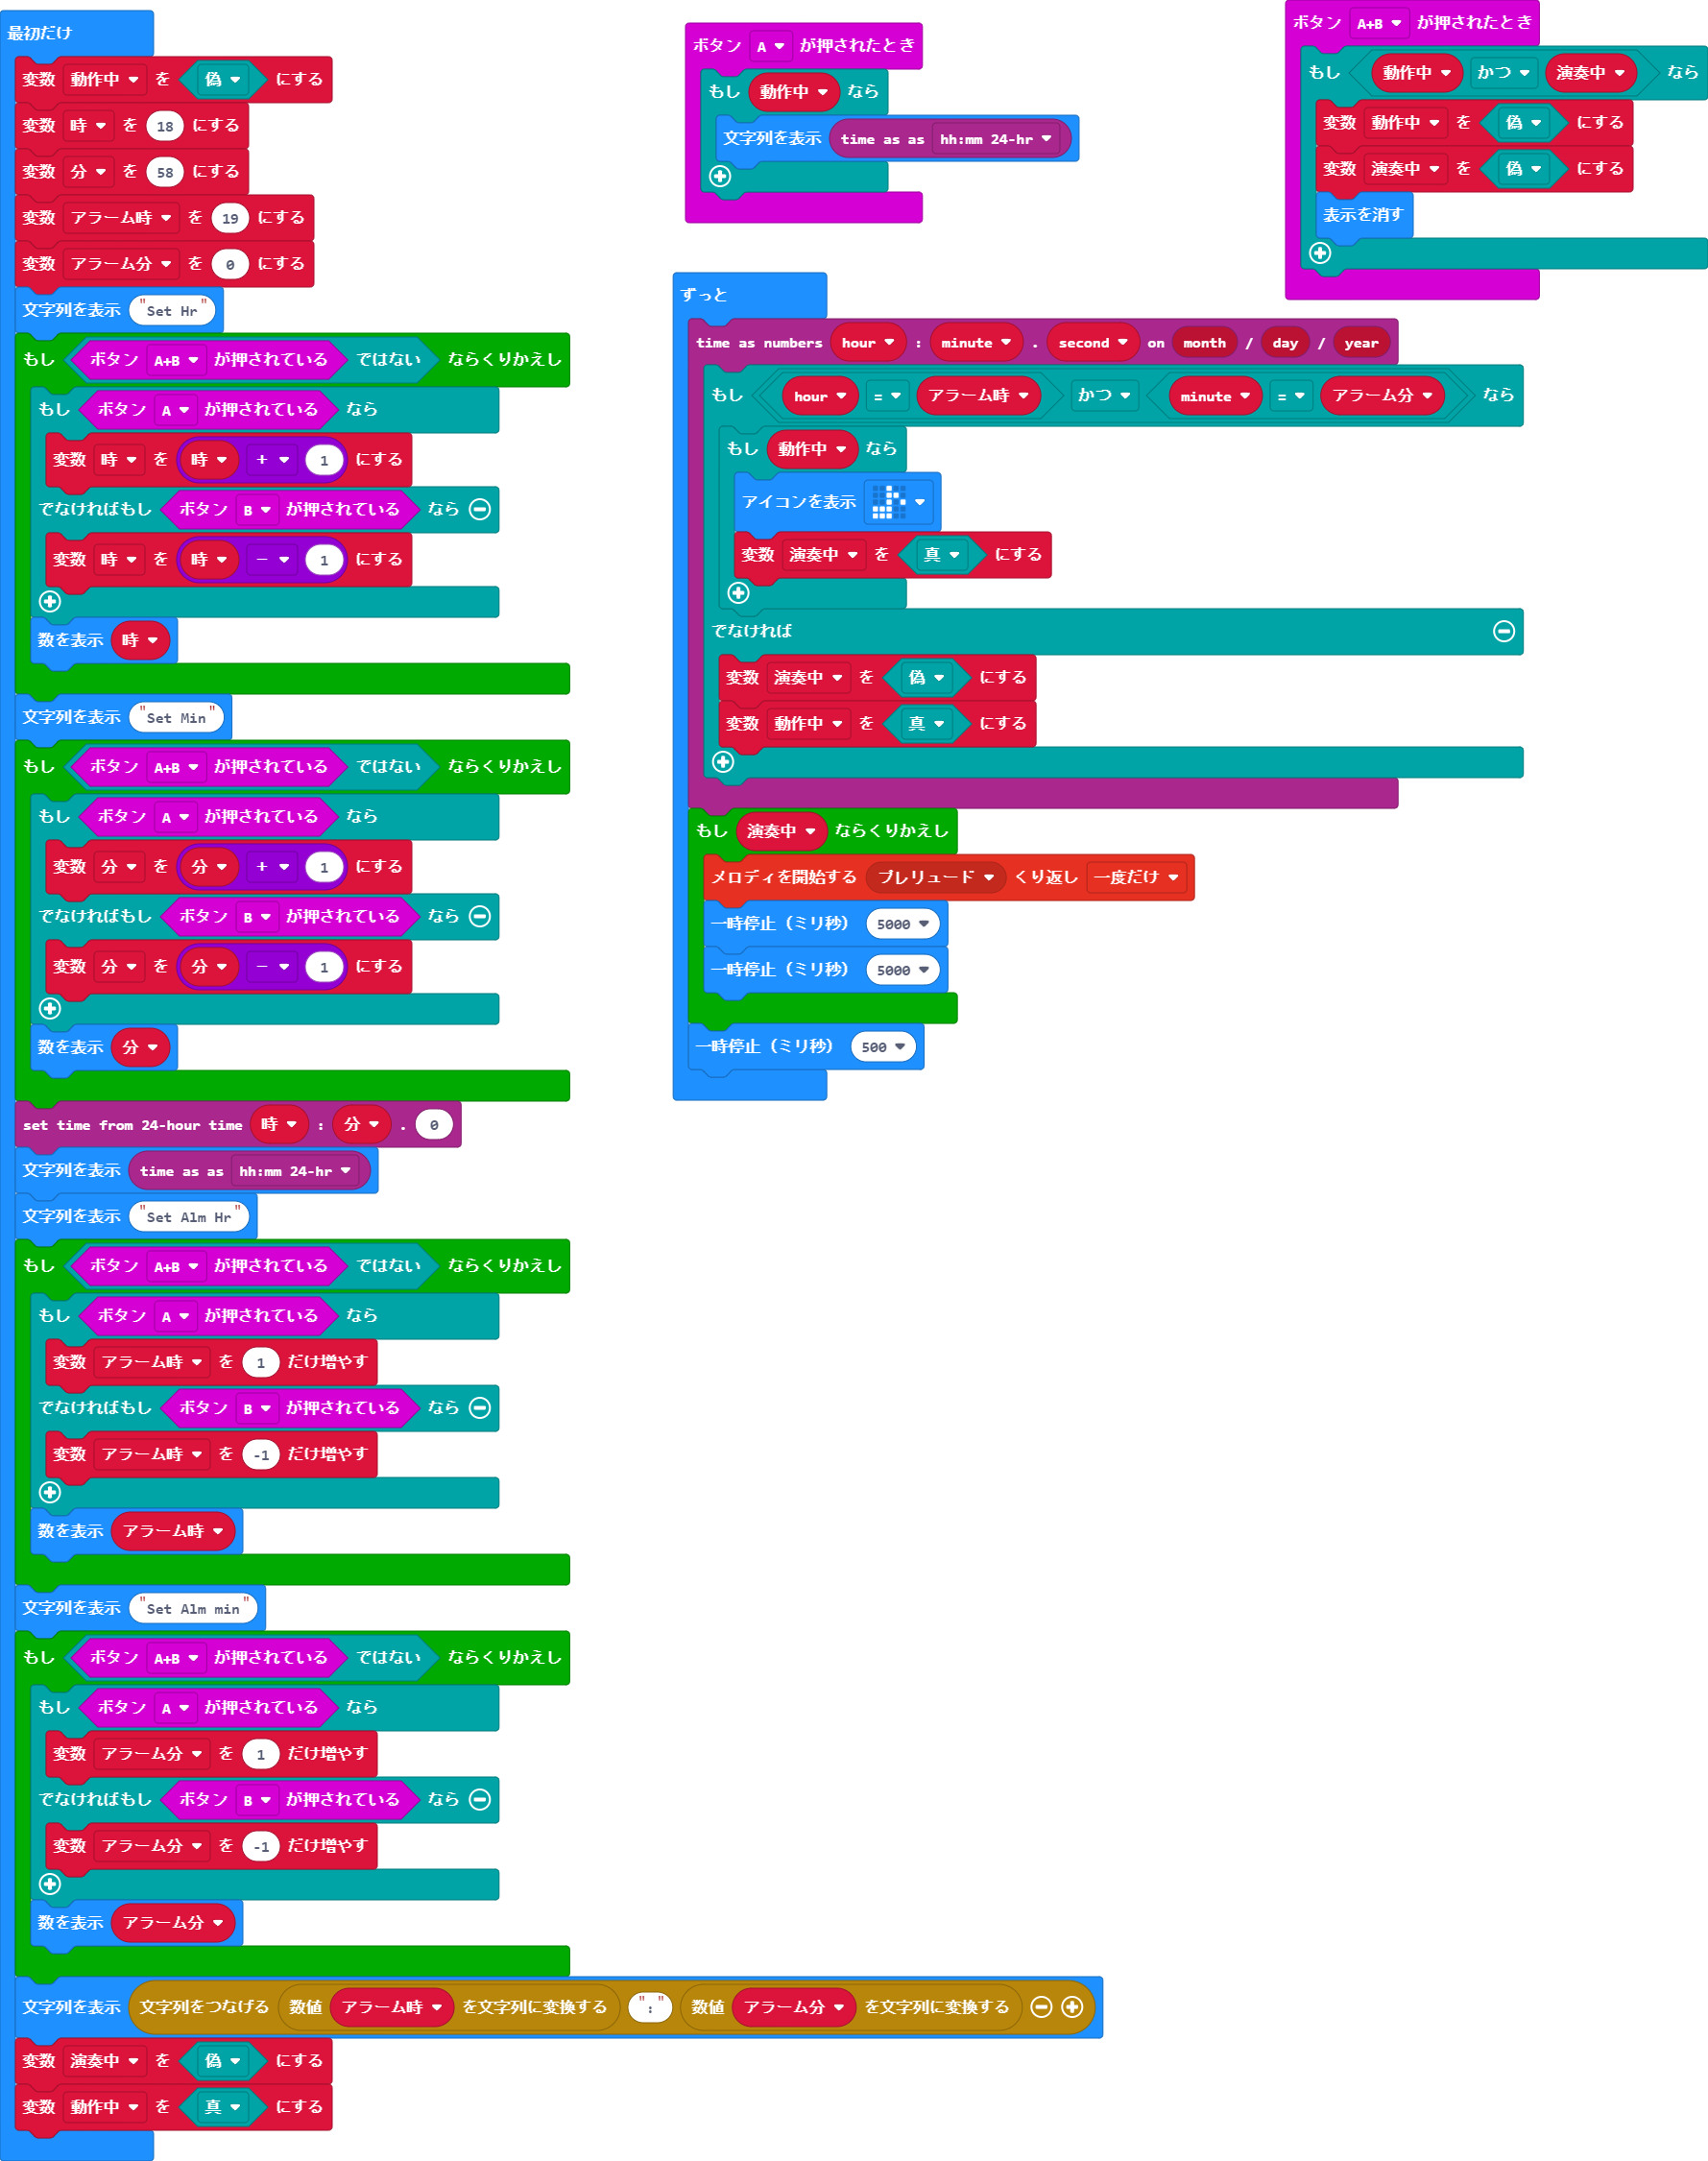 最初だけ
変数 動作中 を 偽 にする
変数 時 を 18 にする
変数 分 を 58 にする
変数 アラーム時 を 19 にする
変数 アラーム分 を 0 にする
文字列を表示 "Set Hr"
もし ボタン A+B が押されている ではない ならくりかえし
もし ボタン A が押されている なら
変数 時 を 時 + 1 にする
でなければもし ボタン B が押されている なら
変数 時 を 時 - 1 にする
数を表示 時
文字列を表示 "Set Min"
もし ボタン A+B が押されている ではない ならくりかえし
もし ボタン A が押されている なら
変数 分 を 分 + 1 にする
でなければもし ボタン B が押されている なら
変数 分 を 分 - 1 にする
数を表示 分
set time from 24-hour time 時 : 分 . 0
文字列を表示 time as as hh:mm 24-hr
文字列を表示 "Set Alm Hr"
もし ボタン A+B が押されている ではない ならくりかえし
もし ボタン A が押されている なら
変数 アラーム時 を 1 だけ増やす
でなければもし ボタン B が押されている なら
変数 アラーム時 を -1 だけ増やす
数を表示 アラーム時
文字列を表示 "Set Alm min"
もし ボタン A+B が押されている ではない ならくりかえし
もし ボタン A が押されている なら
変数 アラーム分 を 1 だけ増やす
でなければもし ボタン B が押されている なら
変数 アラーム分 を -1 だけ増やす
数を表示 アラーム分
文字列を表示 文字列をつなげる 数値 アラーム時 を文字列に変換する ":" 数値 アラーム分 を文字列に変換する
変数 演奏中 を 偽 にする
変数 動作中 を 真 にする
ボタン A が押されたとき
もし 動作中 なら
文字列を表示 time as as hh:mm 24-hr
ボタン A+B が押されたとき
もし 動作中 かつ 演奏中 なら
変数 動作中 を 偽 にする
変数 演奏中 を 偽 にする
表示を消す
ずっと
time as numbers hour : minute . second on month / day / year
もし hour = アラーム時 かつ minute = アラーム分 なら
もし 動作中 なら
アイコンを表示
変数 演奏中 を 真 にする
でなければ
変数 演奏中 を 偽 にする
変数 動作中 を 真 にする
もし 演奏中 ならくりかえし
メロディを開始する プレリュード くり返し 一度だけ
一時停止（ミリ秒） 5000
一時停止（ミリ秒） 5000
一時停止（ミリ秒） 500